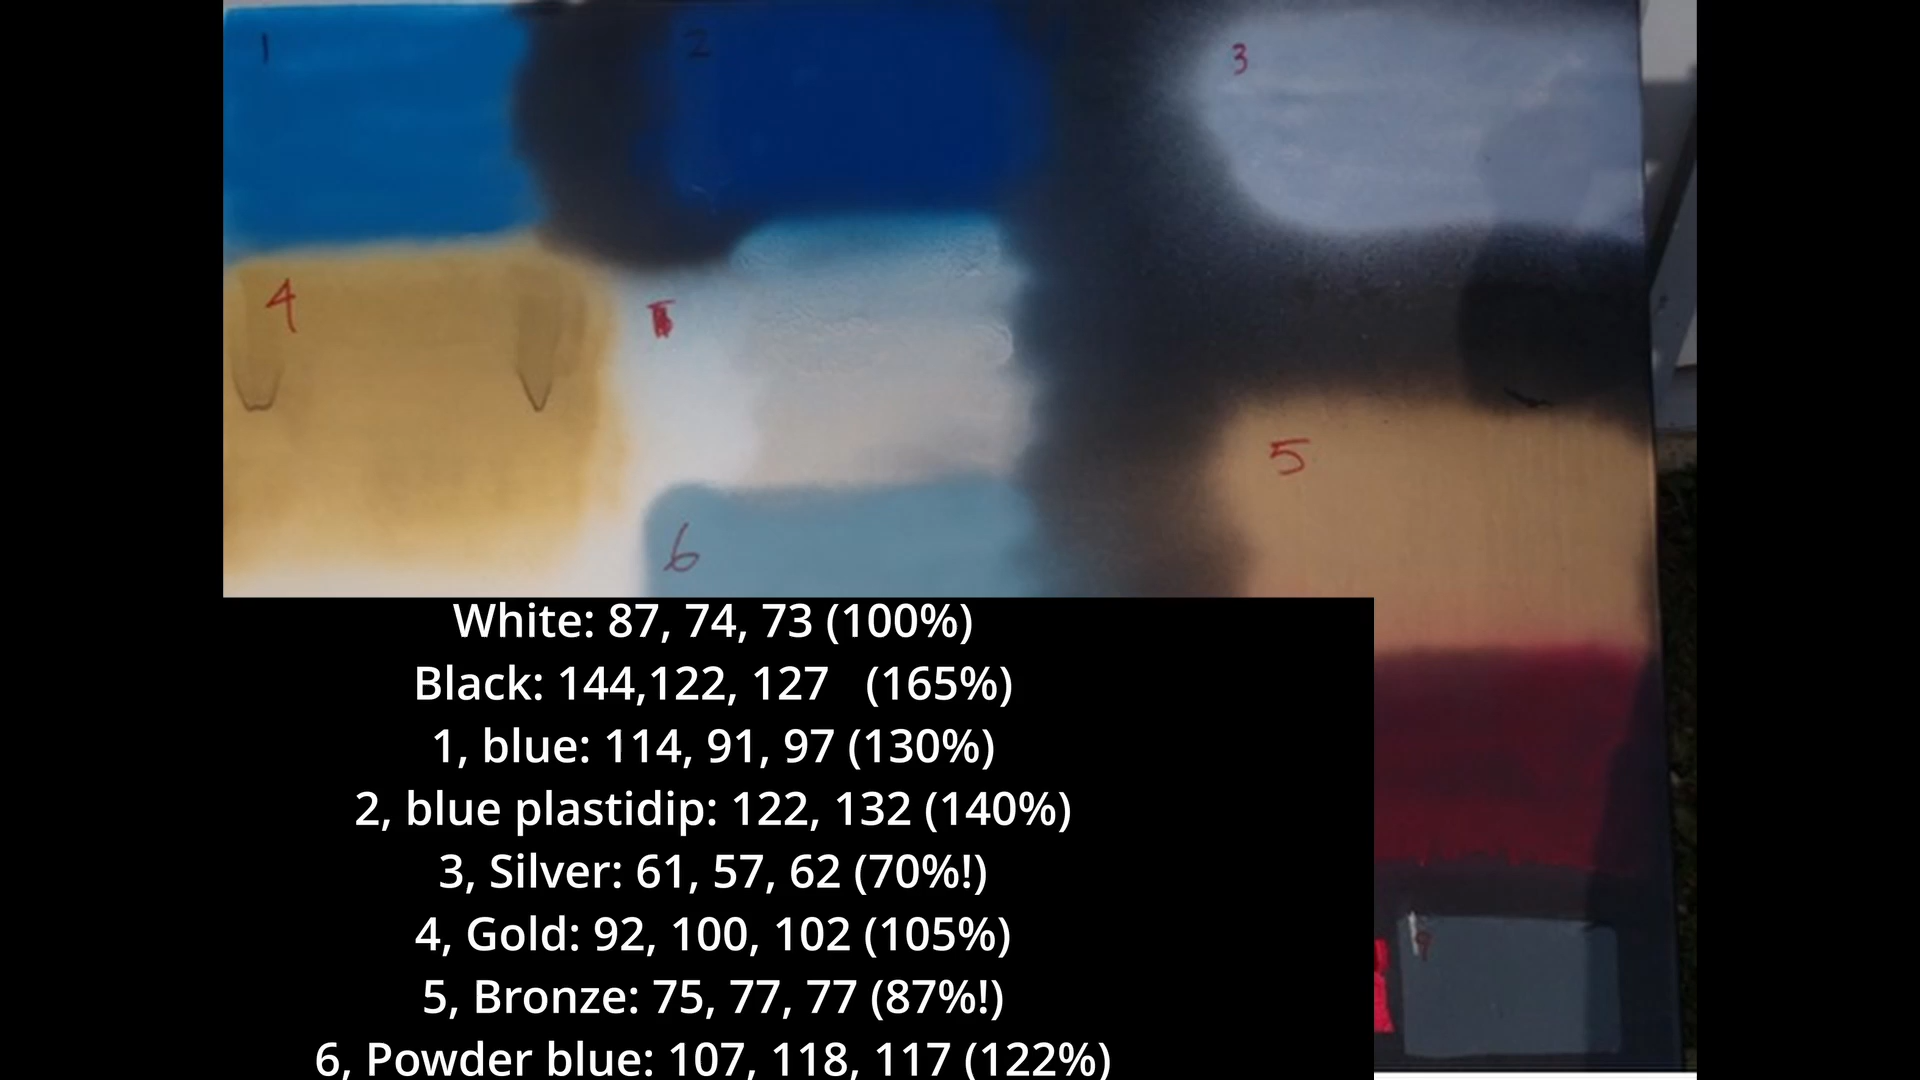 1
2
3
4
5
6
White: 87, 74, 73 (100%)
Black: 144,122, 127 (165%)
1, blue: 114, 91, 97 (130%)
2, blue plastidip: 122, 132 (140%)
3, Silver: 61, 57, 62 (70%!)
4, Gold: 92, 100, 102 (105%)
5, Bronze: 75, 77, 77 (87%!)
6, Powder blue: 107, 118, 117 (122%)
9